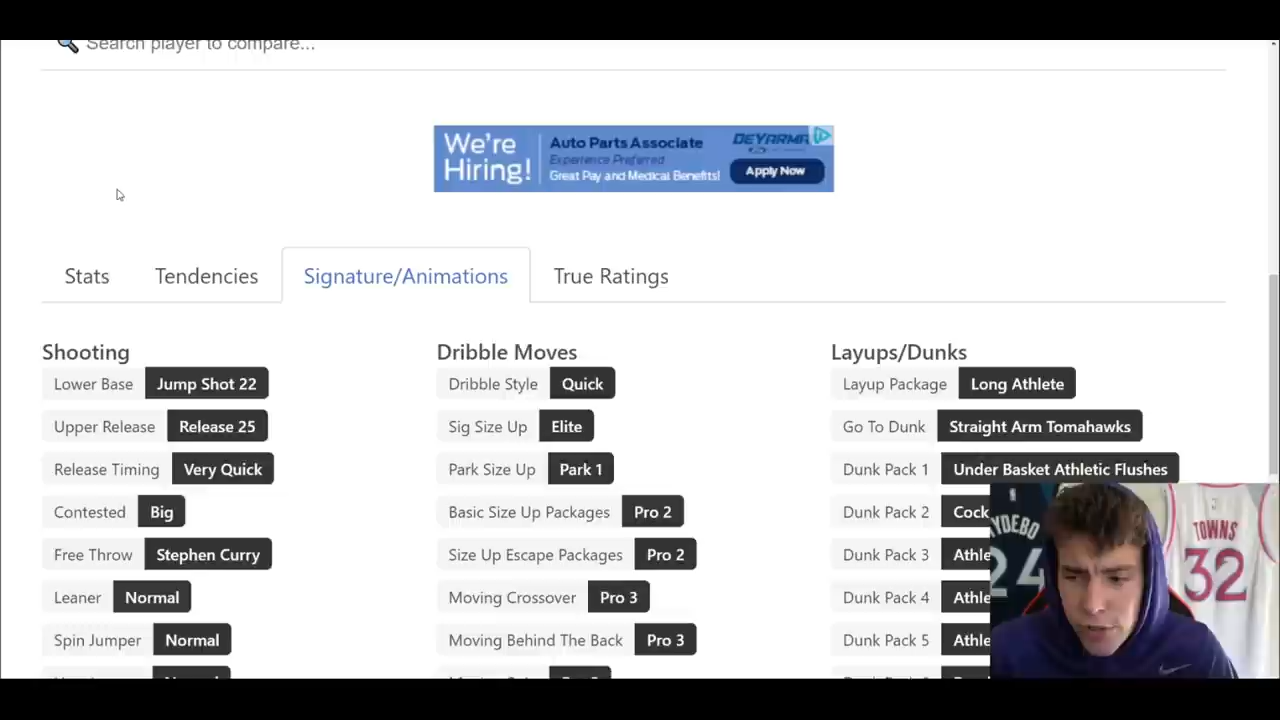 Search player to compare...
We're
Hiring!
Auto Parts Associate
Experience Preferred
Great Pay and Medical Benefits!
DEYARMAN
Apply Now
Stats
Tendencies
Signature/Animations
True Ratings
Shooting
Lower Base Jump Shot 22
Upper Release Release 25
Release Timing Very Quick
Contested Big
Free Throw Stephen Curry
Leaner Normal
Spin Jumper Normal
Dribble Moves
Dribble Style Quick
Sig Size Up Elite
Park Size Up Park 1
Basic Size Up Packages Pro 2
Size Up Escape Packages Pro 2
Moving Crossover Pro 3
Moving Behind The Back Pro 3
Layups/Dunks
Layup Package Long Athlete
Go To Dunk Straight Arm Tomahawks
Dunk Pack 1 Under Basket Athletic Flushes
Dunk Pack 2 Cock
Dunk Pack 3 Athle
Dunk Pack 4 Athle
Dunk Pack 5 Athle
YDEBO
24
TOWNS
32